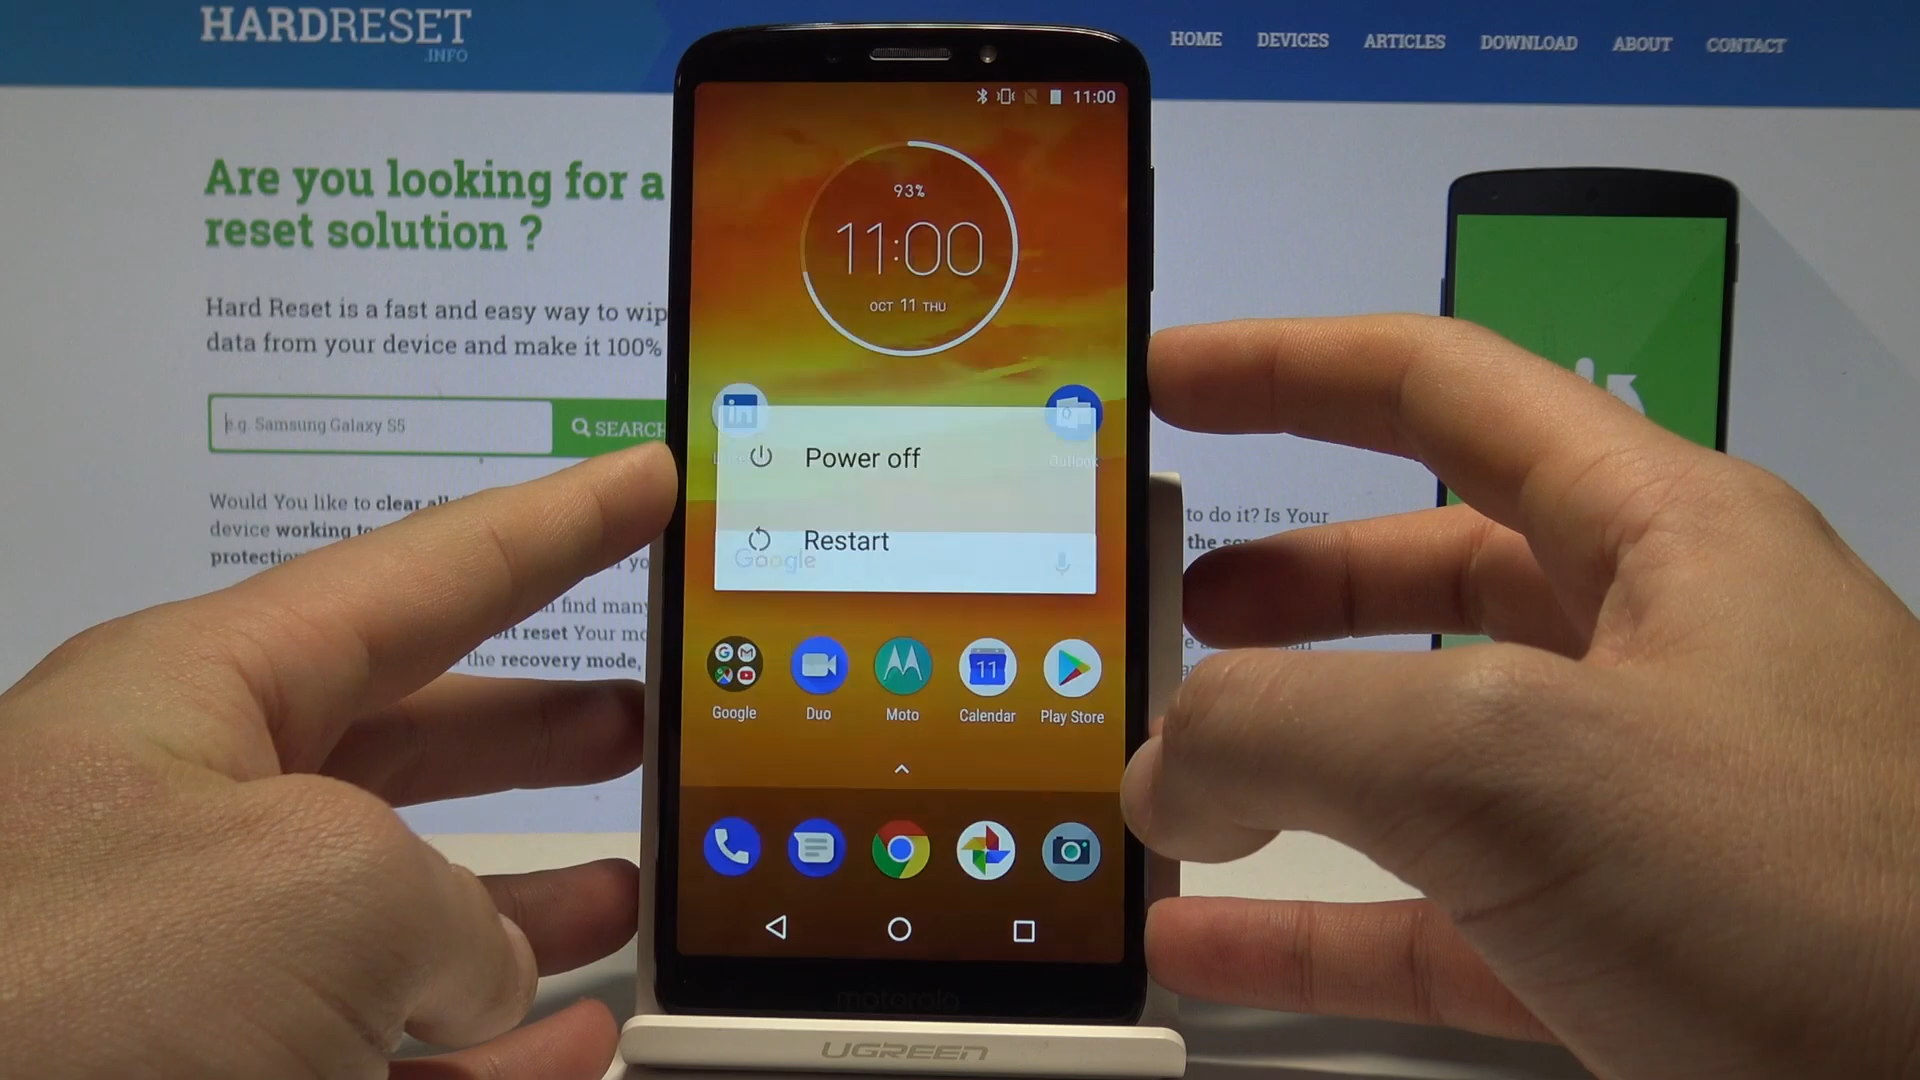 HARDRESET
.INFO
HOME DEVICES ARTICLES DOWNLOAD ABOUT CONTACT
Are you looking for a
reset solution ?
Hard Reset is a fast and easy way to wip
data from your device and make it 100%
e.g. Samsung Galaxy S5
SEARCH
Would You like to clear all
device working
protection
yo
find many
reset Your mo
the recovery mode,
to do it? Is Your
the
11:00
93%
11:00
OCT 11 THU
Outlook
Power off
Restart
Google
11
Google Duo Moto Calendar Play Store
motorola
UGREEN